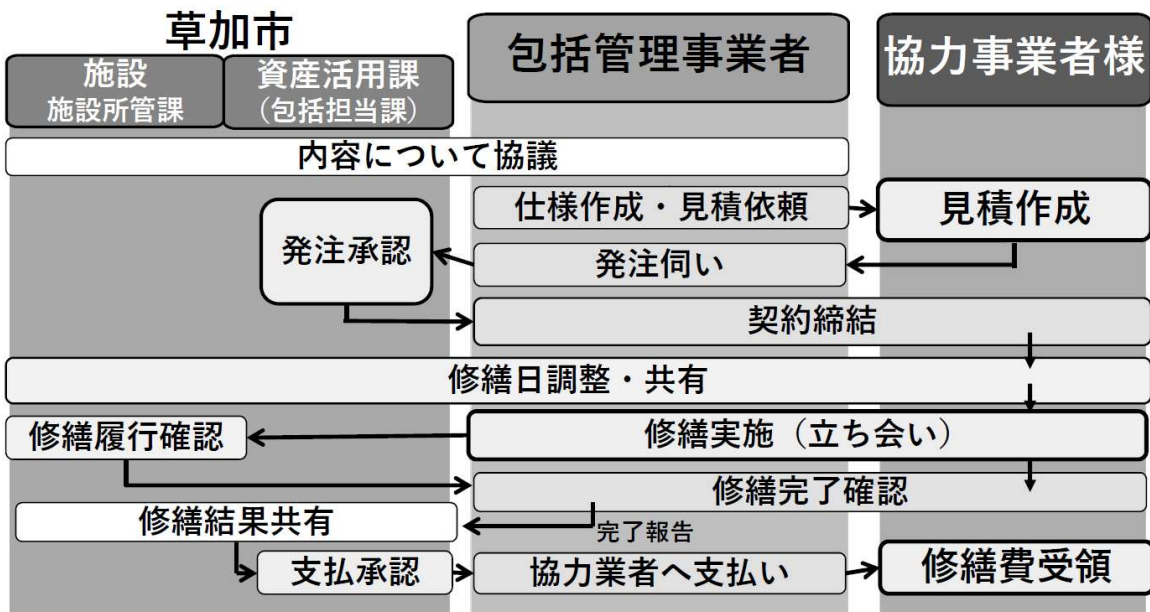 草加市
包括管理事業者
協力事業者様
施設
施設所管課
資産活用課
（包括担当課）
内容について協議
仕様作成・見積依頼
見積作成
発注承認
発注伺い
契約締結
修繕日調整・共有
修繕履行確認
修繕実施（立ち会い）
修繕完了確認
修繕結果共有
完了報告
支払承認
協力業者へ支払い
修繕費受領